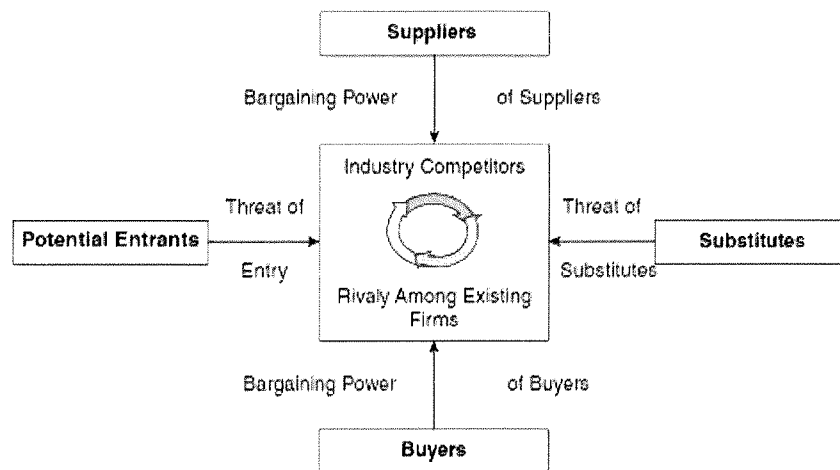 Suppliers
Bargaining Power of Suppliers
Industry Competitors
Threat of
Entry
Potential Entrants
Threat of
Substitutes
Substitutes
Rivaly Among Existing
Firms
Bargaining Power of Buyers
Buyers